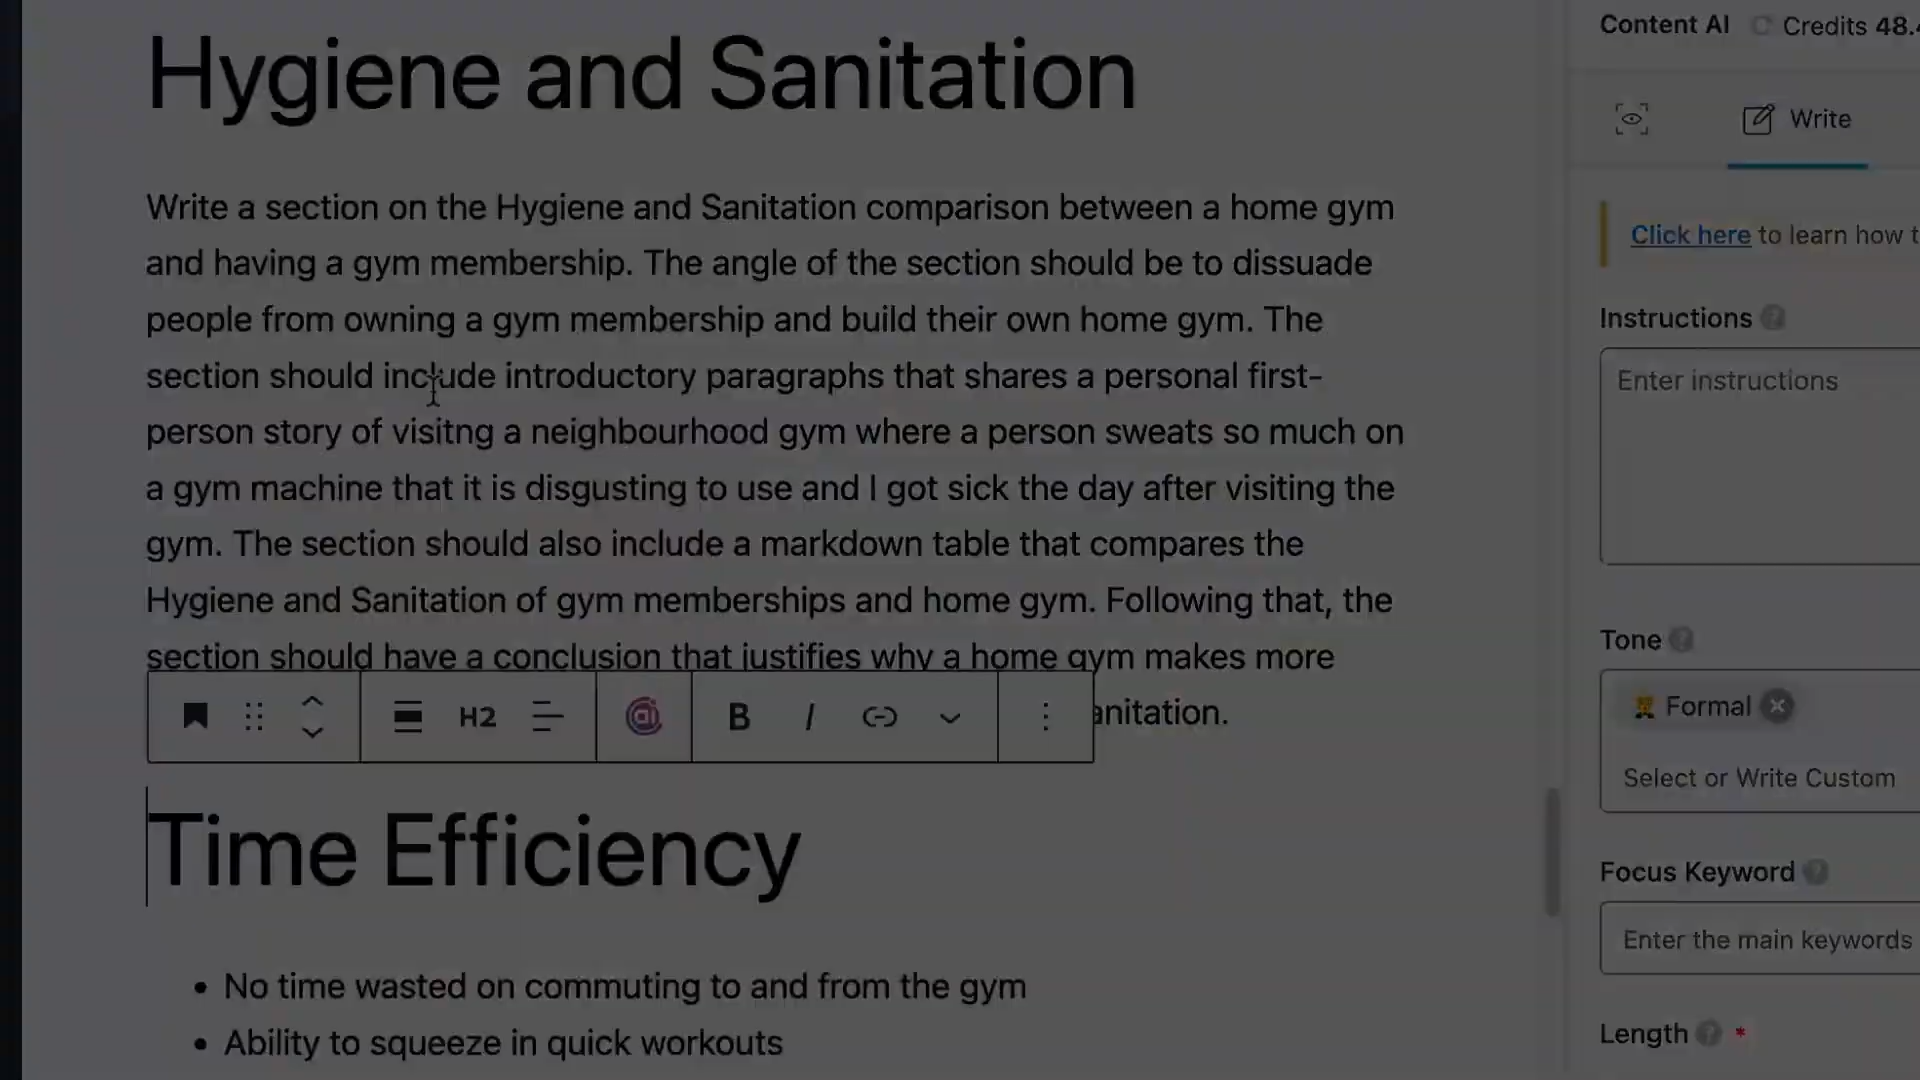 Hygiene and Sanitation
Write a section on the Hygiene and Sanitation comparison between a home gym
and having a gym membership. The angle of the section should be to dissuade
people from owning a gym membership and build their own home gym. The
section should include introductory paragraphs that shares a personal first-
person story of visitng a neighbourhood gym where a person sweats so much on
a gym machine that it is disgusting to use and I got sick the day after visiting the
gym. The section should also include a markdown table that compares the
Hygiene and Sanitation of gym memberships and home gym. Following that, the
section should have a conclusion that justifies why a home gym makes more
anitation.
H2
ai
B
I
Time Efficiency
• No time wasted on commuting to and from the gym
• Ability to squeeze in quick workouts
Content AI
Credits 48.
Write
Click here to learn how t
Instructions
Enter instructions
Tone
Formal
Select or Write Custom
Focus Keyword
Enter the main keywords
Length *